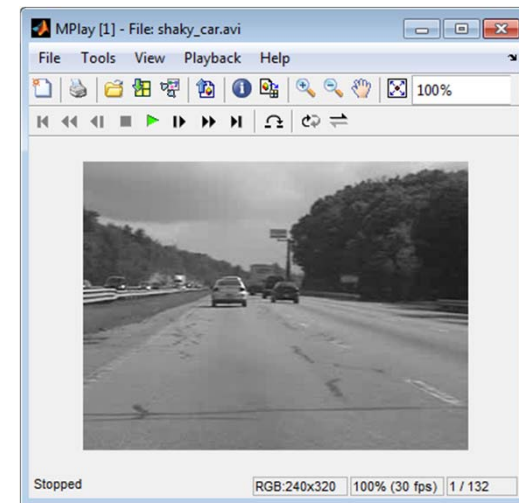 MPlay [1] - File: shaky_car.avi
File Tools View Playback Help
100%
Stopped RGB:240x320 100% (30 fps) 1 / 132